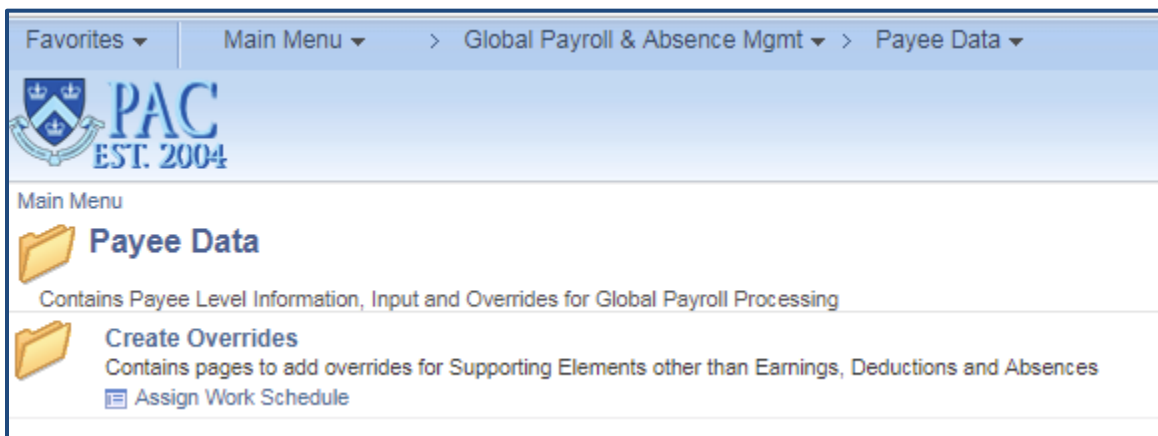 Favorites Main Menu > Global Payroll & Absence Mgmt > Payee Data
PAC
EST. 2004
Main Menu
Payee Data
Contains Payee Level Information, Input and Overrides for Global Payroll Processing
Create Overrides
Contains pages to add overrides for Supporting Elements other than Earnings, Deductions and Absences
Assign Work Schedule